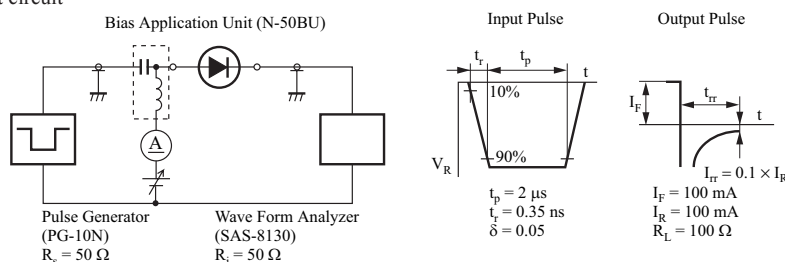 Bias Application Unit (N-50BU)
A
Pulse Generator
(PG-10N)
R_s = 50 Ω
Wave Form Analyzer
(SAS-8130)
R_i = 50 Ω
Input Pulse
t_r
t_p
t
10%
90%
V_R
t_p = 2 μs
t_r = 0.35 ns
δ = 0.05
Output Pulse
I_F
t_rr
t
I_rr = 0.1 × I_R
I_F = 100 mA
I_R = 100 mA
R_L = 100 Ω